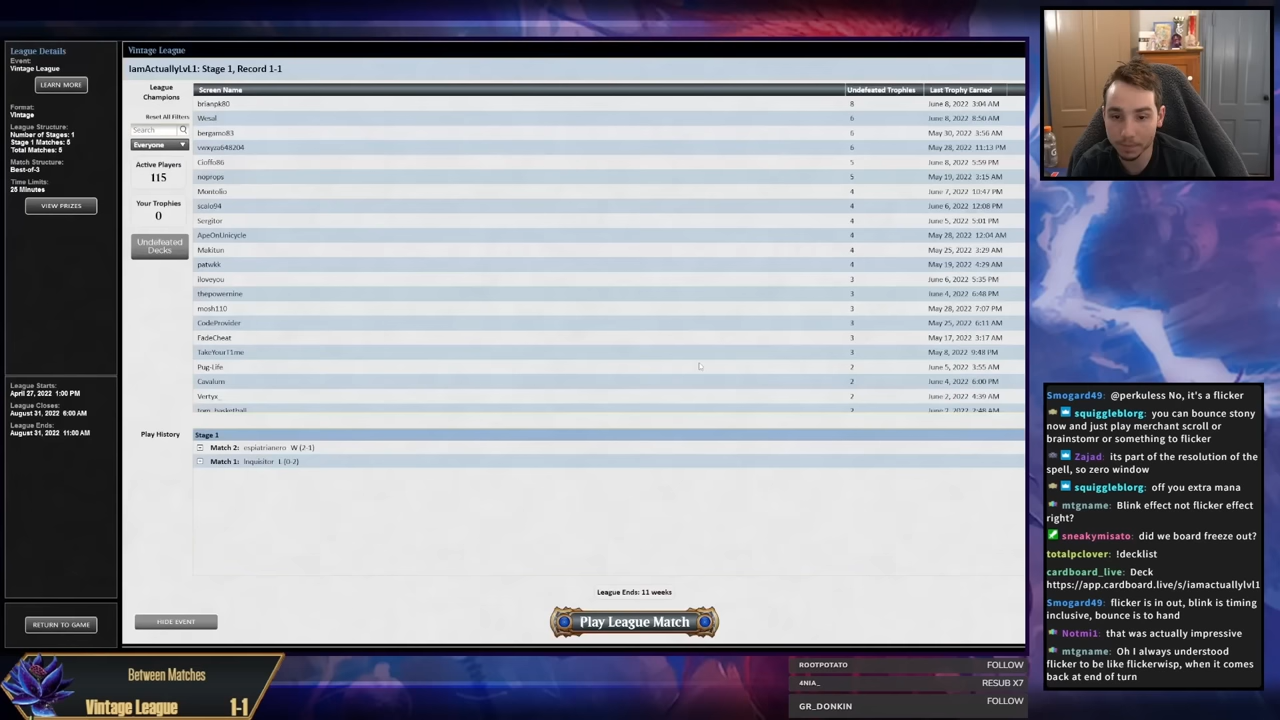 League Details
Event:
Vintage League
LEARN MORE
Format:
Vintage
League Structure:
Number of Stages: 1
Stage 1 Matches: 5
Total Matches: 5
Match Structure:
Best-of-3
Time Limits:
25 Minutes
VIEW PRIZES
League Starts:
April 27, 2022 1:00 PM
League Closes:
August 31, 2022 6:00 AM
League Ends:
August 31, 2022 11:00 AM
RETURN TO GAME
Vintage League
IamActuallyLvL1: Stage 1, Record 1-1
League
Champions
Reset All Filters
Search
Everyone
Active Players
115
Your Trophies
0
Undefeated
Decks
Screen Name Undefeated Trophies Last Trophy Earned
brianpk80 8 June 8, 2022 3:04 AM
Wesal 6 June 8, 2022 8:50 AM
bergamo83 6 May 30, 2022 3:56 AM
vwxyza648204 6 May 28, 2022 11:13 PM
Cioffo86 5 June 8, 2022 5:59 PM
noprops 5 May 19, 2022 3:15 AM
Montolio 4 June 7, 2022 10:47 PM
scalo94 4 June 6, 2022 12:08 PM
Sergitor 4 June 5, 2022 5:01 PM
ApeOnUnicycle 4 May 28, 2022 12:04 AM
Makitun 4 May 25, 2022 3:29 AM
patwkk 4 May 19, 2022 4:29 AM
iloveyou 3 June 6, 2022 5:35 PM
thepowernine 3 June 4, 2022 6:48 PM
mosh110 3 May 28, 2022 7:07 PM
CodeProvider 3 May 25, 2022 6:11 AM
FadeCheat 3 May 17, 2022 3:17 AM
TakeYourT1me 3 May 8, 2022 9:48 PM
Pug-Life 2 June 5, 2022 3:55 AM
Cavalum 2 June 4, 2022 6:00 PM
Vertyx_ 2 June 2, 2022 4:39 AM
tom_basketball 2 June 2, 2022 2:48 AM
Play History
Stage 1
Match 2: espiatrianero W (2-1)
Match 1: Inquisitor L (0-2)
League Ends: 11 weeks
HIDE EVENT
Play League Match
Smogard49: @perkuless No, it's a flicker
squiggleblorg: you can bounce stony
now and just play merchant scroll or
brainstomr or something to flicker
Zajad: its part of the resolution of the
spell, so zero window
squiggleblorg: off you extra mana
mtgname: Blink effect not flicker effect
right?
sneakymisato: did we board freeze out?
totalpclover: !decklist
cardboard_live: Deck
https://app.cardboard.live/s/iamactuallylvl1
Smogard49: flicker is in out, blink is timing
inclusive, bounce is to hand
Notmi1: that was actually impressive
mtgname: Oh I always understood
flicker to be like flickerwisp, when it comes
back at end of turn
Between Matches
Vintage League 1-1
ROOTPOTATO FOLLOW
4NIA_ RESUB X7
GR_DONKIN FOLLOW